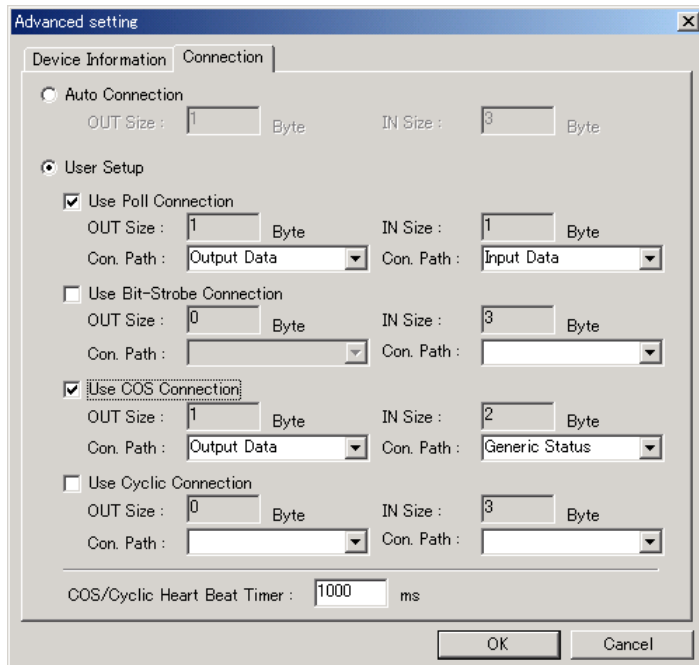 Advanced setting
Device Information Connection
Auto Connection
OUT Size : 1 Byte IN Size : 3 Byte
User Setup
Use Poll Connection
OUT Size : 1 Byte IN Size : 1 Byte
Con. Path : Output Data Con. Path : Input Data
Use Bit-Strobe Connection
OUT Size : 0 Byte IN Size : 3 Byte
Con. Path : Con. Path :
Use COS Connection
OUT Size : 1 Byte IN Size : 2 Byte
Con. Path : Output Data Con. Path : Generic Status
Use Cyclic Connection
OUT Size : 0 Byte IN Size : 3 Byte
Con. Path : Con. Path :
COS/Cyclic Heart Beat Timer : 1000 ms
OK Cancel